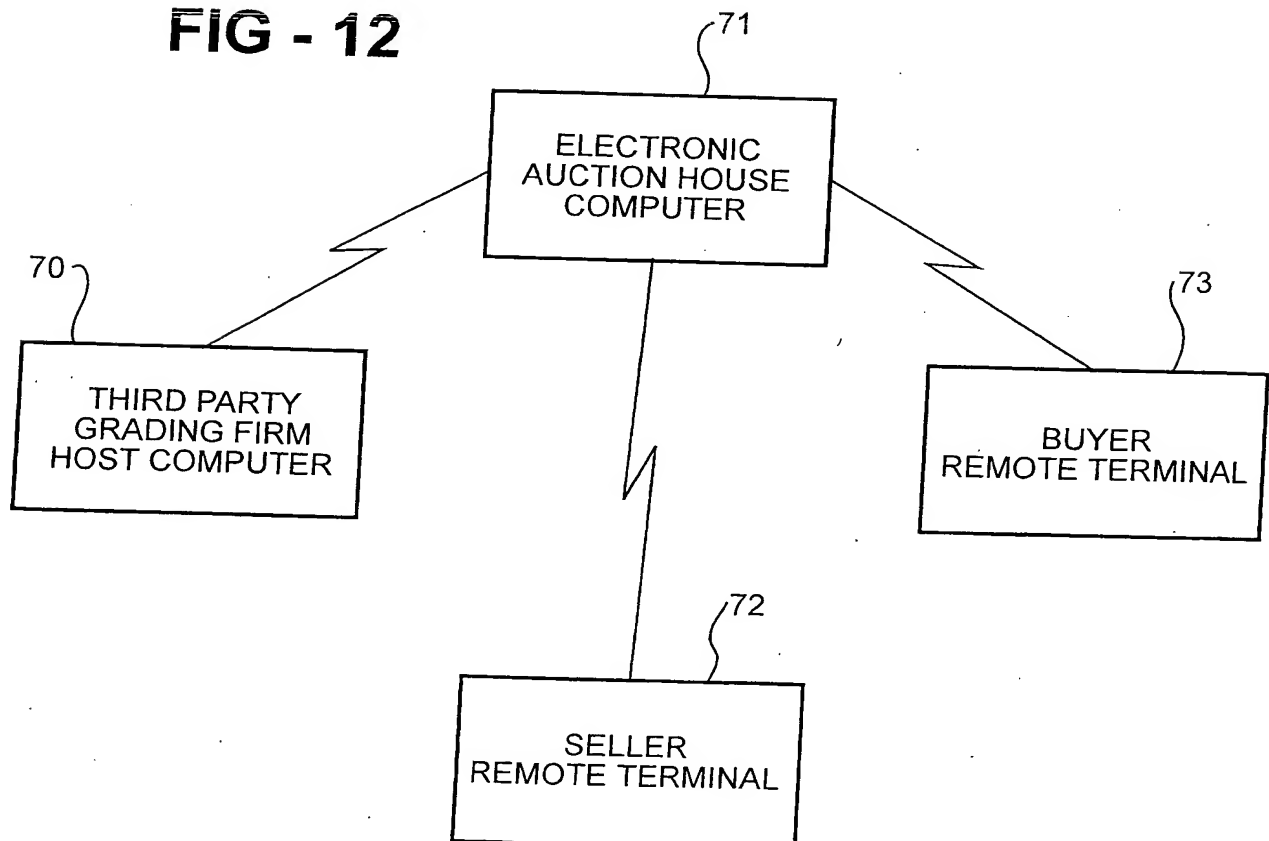 FIG - 12
71
ELECTRONIC
AUCTION HOUSE
COMPUTER
70
THIRD PARTY
GRADING FIRM
HOST COMPUTER
73
BUYER
REMOTE TERMINAL
72
SELLER
REMOTE TERMINAL